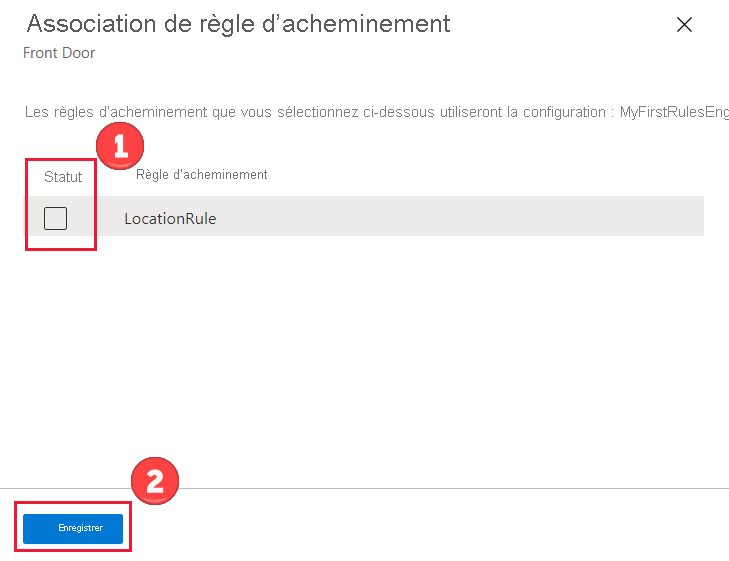 Association de règle d'acheminement
Front Door
Les règles d'acheminement que vous sélectionnez ci-dessous utiliseront la configuration : MyFirstRulesEng
1
Statut Règle d'acheminement
LocationRule
2
Enregistrer